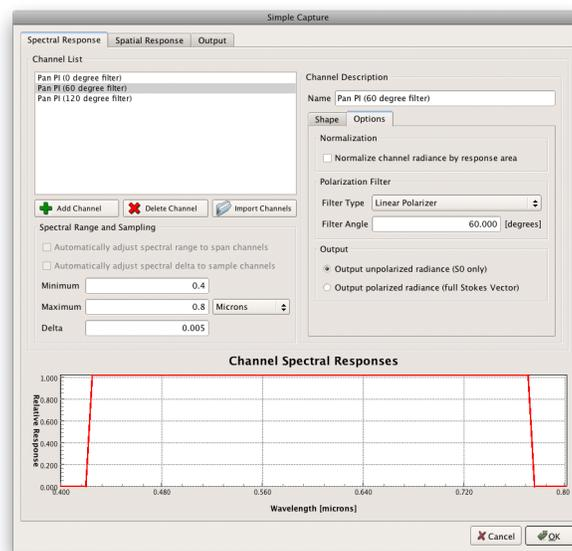 Simple Capture
Spectral Response Spatial Response Output
Channel List
Pan PI (0 degree filter)
Pan PI (60 degree filter)
Pan PI (120 degree filter)
Add Channel Delete Channel Import Channels
Spectral Range and Sampling
Automatically adjust spectral range to span channels
Automatically adjust spectral delta to sample channels
Minimum 0.4
Maximum 0.8 Microns
Delta 0.005
Channel Description
Name Pan PI (60 degree filter)
Shape Options
Normalization
Normalize channel radiance by response area
Polarization Filter
Filter Type Linear Polarizer
Filter Angle 60.000 [degrees]
Output
Output unpolarized radiance (S0 only)
Output polarized radiance (full Stokes Vector)
Channel Spectral Responses
Relative Response
1.000
0.800
0.600
0.400
0.200
0.000
0.400 0.480 0.560 0.640 0.720 0.80
Wavelength [microns]
Cancel OK